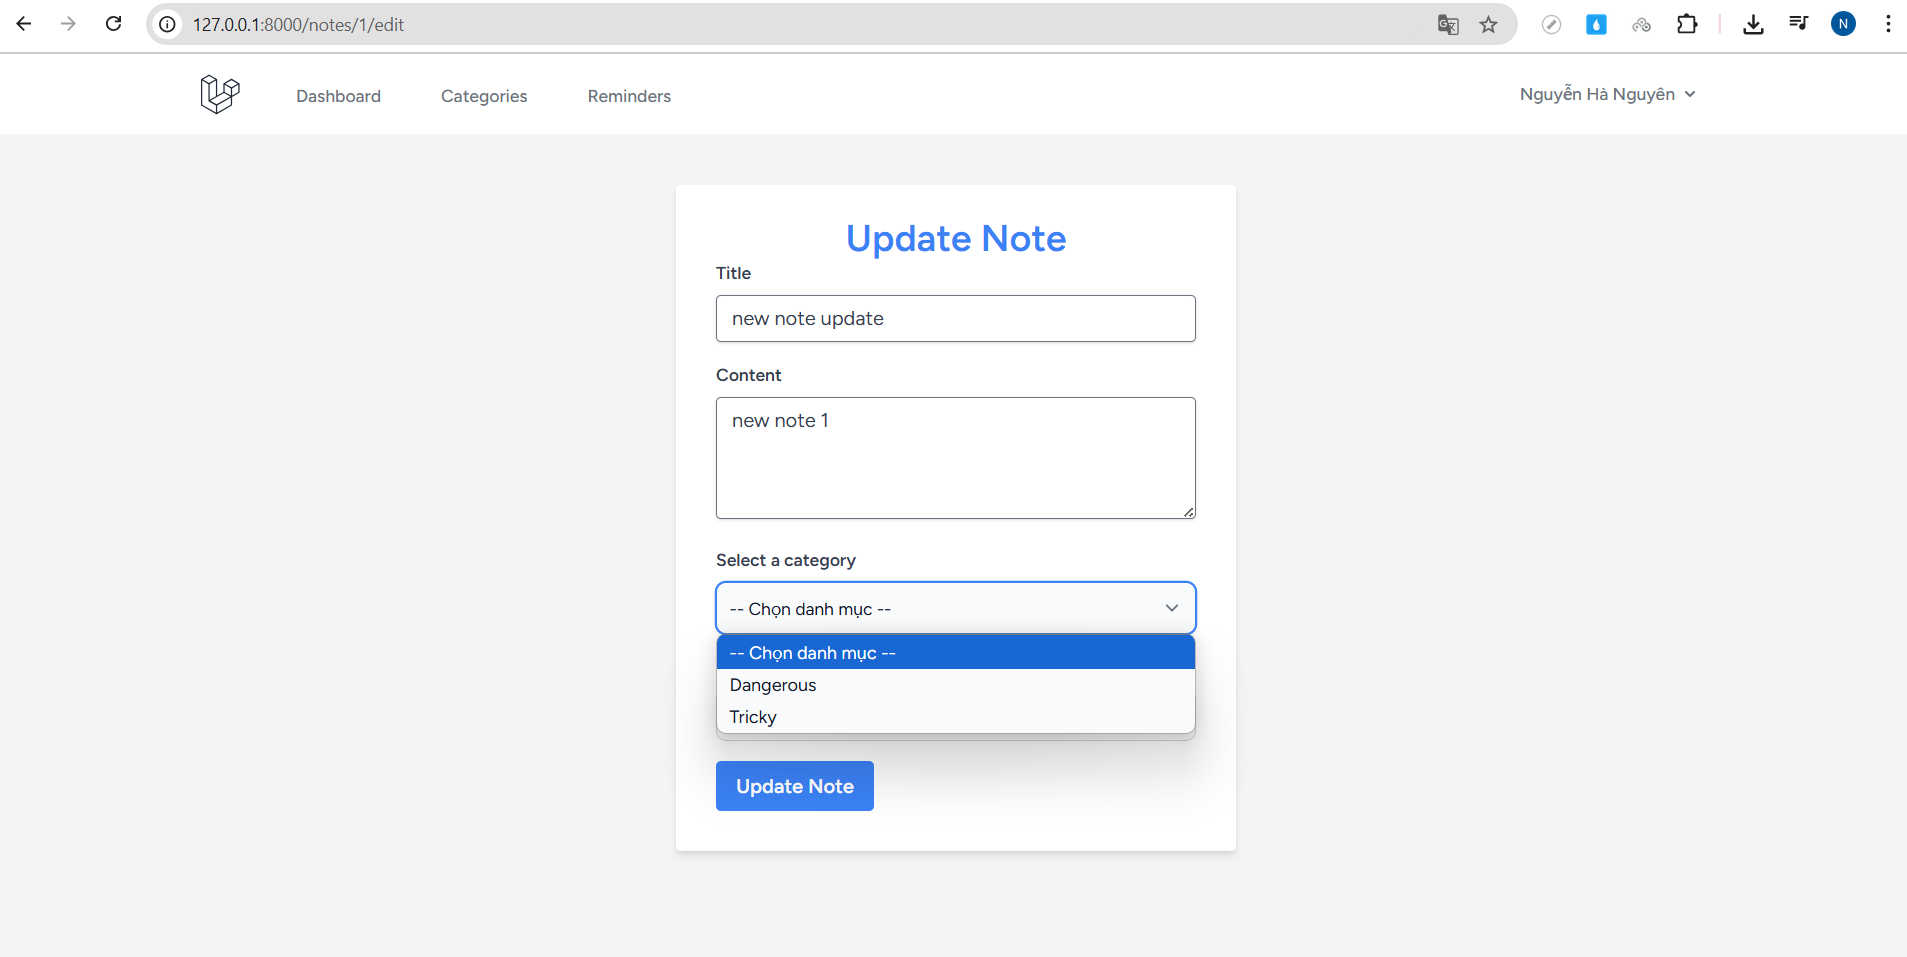 127.0.0.1:8000/notes/1/edit
N
Dashboard
Categories
Reminders
Nguyễn Hà Nguyên
Update Note
Title
new note update
Content
new note 1
Select a category
-- Chọn danh mục --
-- Chọn danh mục --
Dangerous
Tricky
Update Note